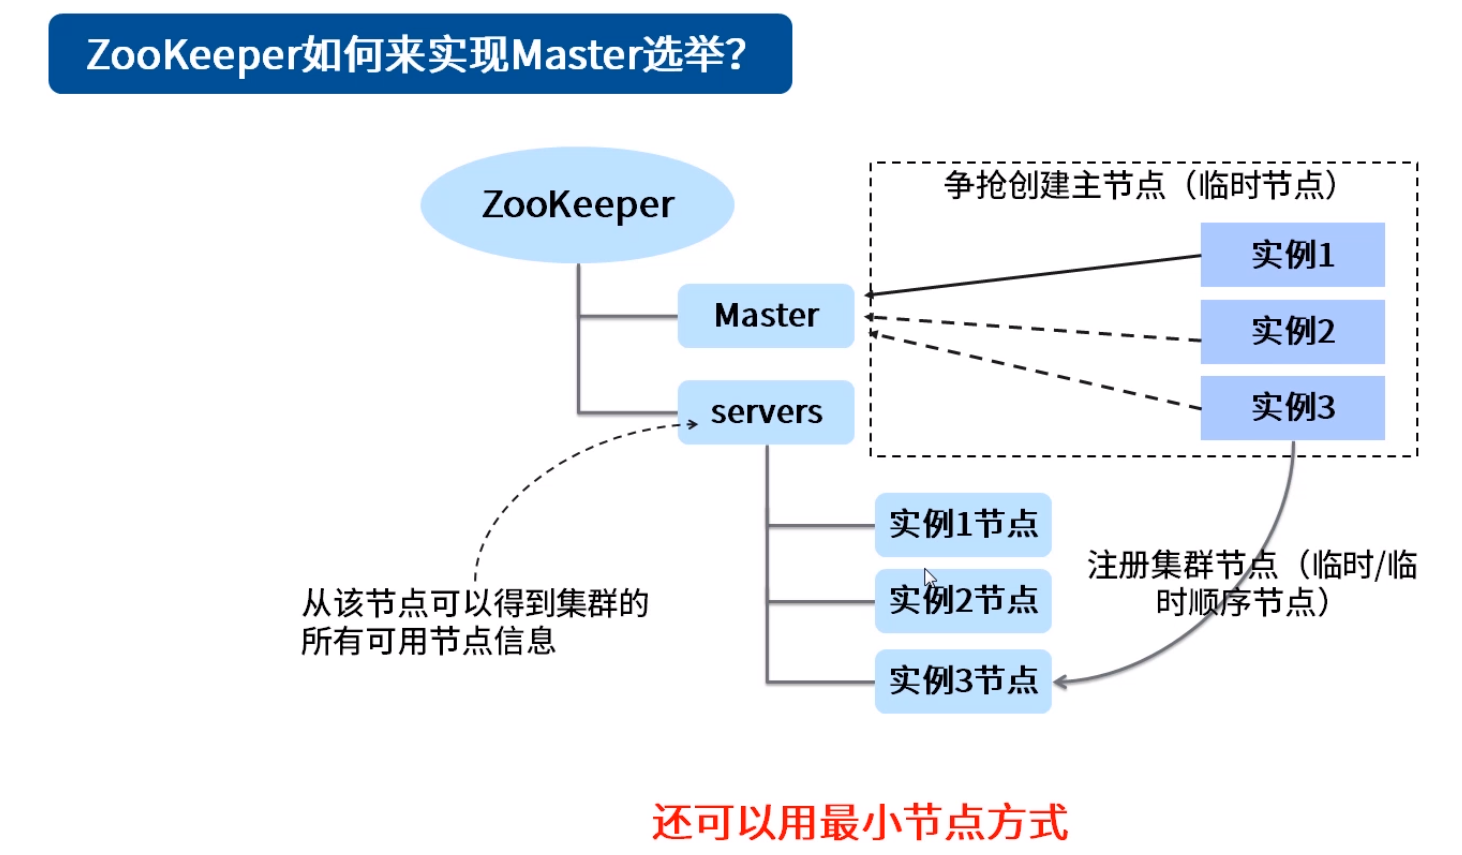 ZooKeeper如何来实现Master选举？
ZooKeeper
争抢创建主节点（临时节点）
实例1
Master
实例2
实例3
servers
实例1节点
从该节点可以得到集群的
所有可用节点信息
注册集群节点（临时/临
时顺序节点）
实例2节点
实例3节点
还可以用最小节点方式